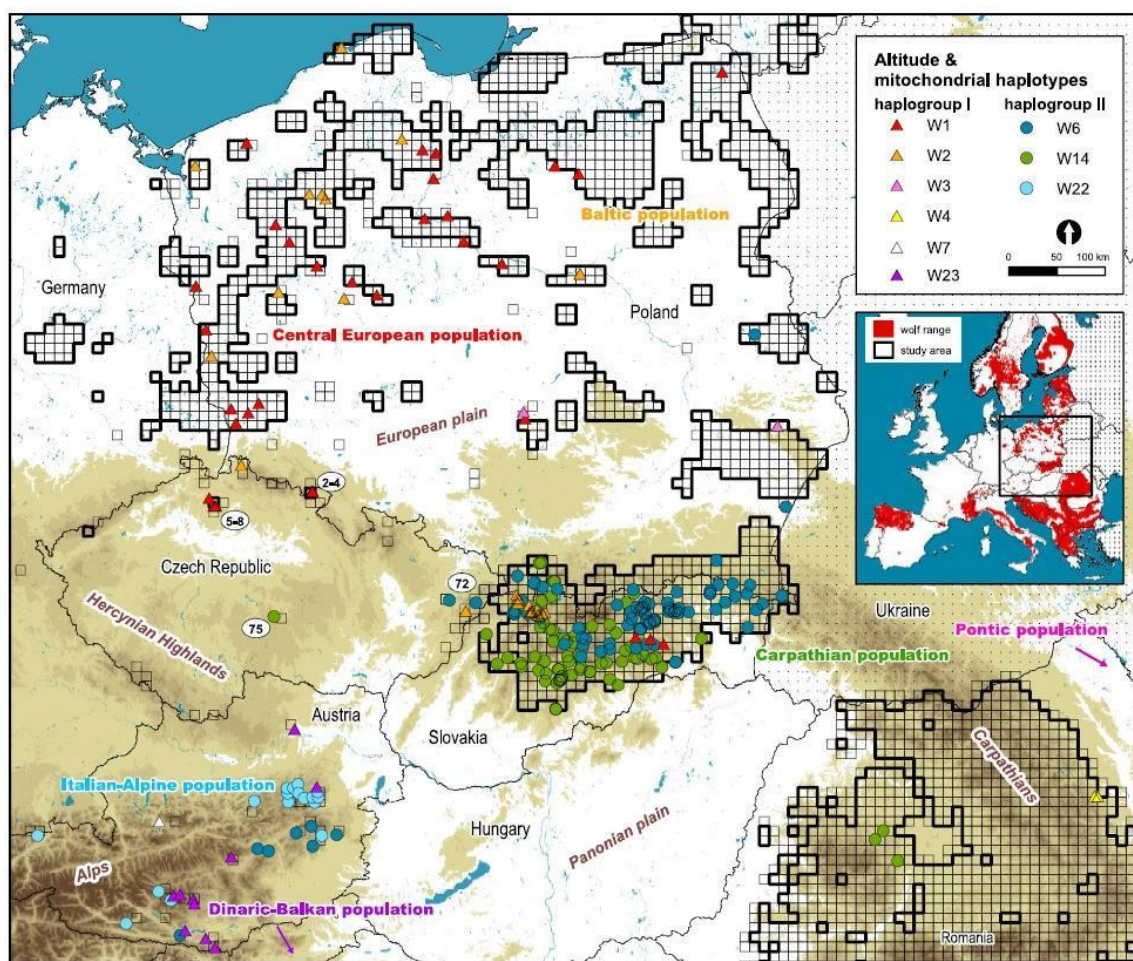 Altitude &
mitochondrial haplotypes
haplogroup I
haplogroup II
W1
W6
W2
W14
W3
W22
W4
W7
W23
0
50
100 km
wolf range
study area
Baltic population
Germany
Poland
Central European population
European plain
2=4
5=8
Czech Republic
72
Hercynian Highlands
75
Ukraine
Pontic population
Carpathian population
Austria
Slovakia
Carpathians
Italian-Alpine population
Hungary
Panonian plain
Alps
Dinaric-Balkan population
Romania